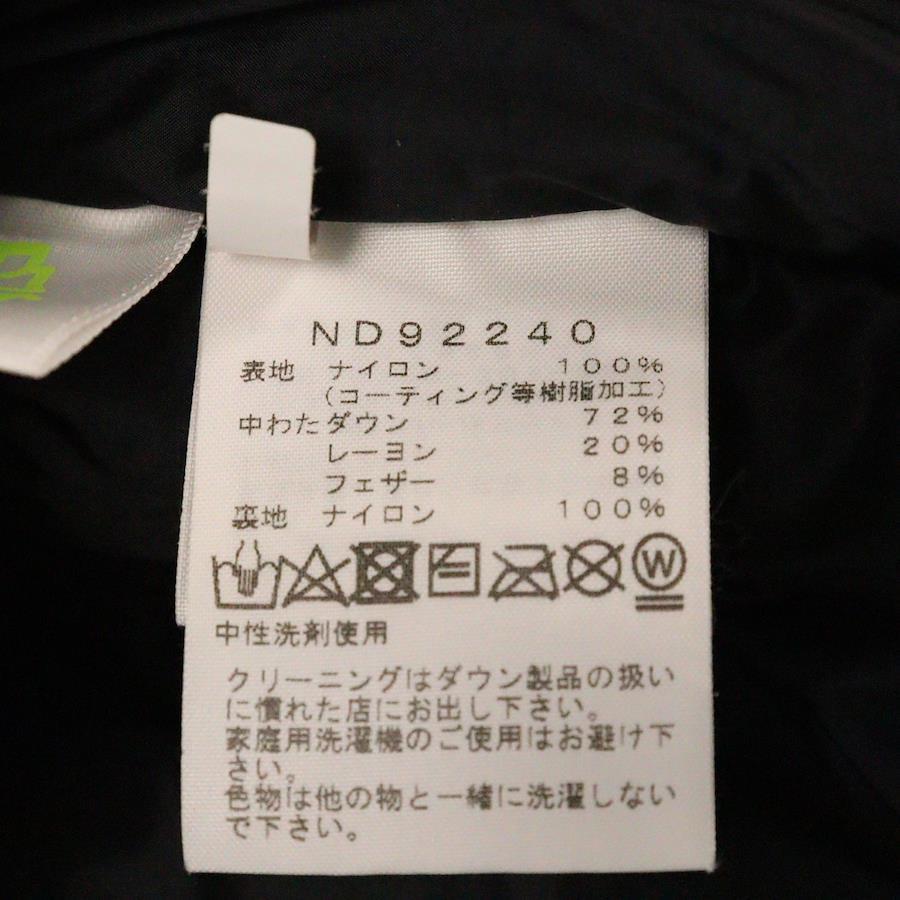 ND92240
表地 ナイロン 100%
(コーティング等樹脂加工)
中わたダウン 72%
レーヨン 20%
フェザー 8%
裏地 ナイロン 100%
W
中性洗剤使用
クリーニングはダウン製品の扱い
に慣れた店にお出し下さい。
家庭用洗濯機のご使用はお避け下
さい。
色物は他の物と一緒に洗濯しない
で下さい。